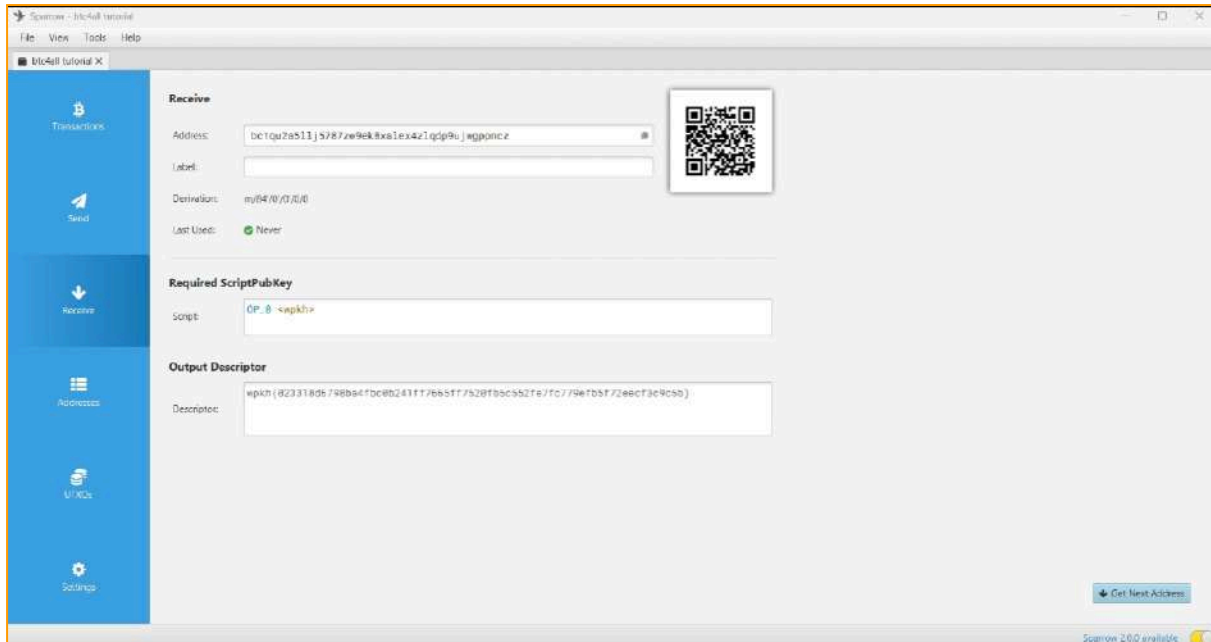 Sparrow - btc4all tutorial
File View Tools Help
btc4all tutorial X
Transactions
Send
Receive
Addresses
UTXOs
Settings
Receive
Address:
Label:
Derivation: m/84'/0'/0'/0/0
Last Used: Never
Required ScriptPubKey
Script: OP_0 <wpkh>
Output Descriptor
Descriptor:
Get Next Address
Sparrow 2.0.0 available